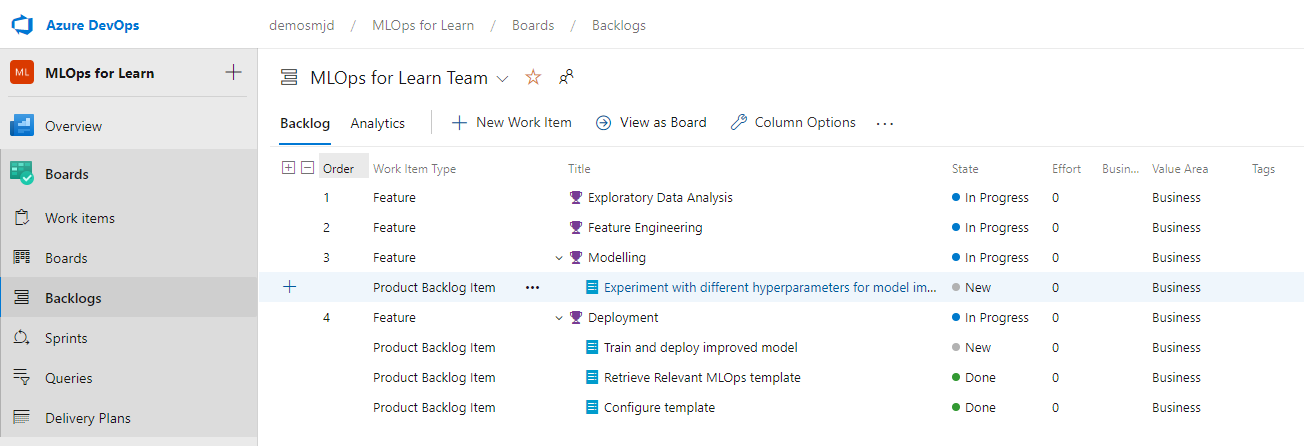 Azure DevOps
demosmjd / MLOps for Learn / Boards / Backlogs
ML MLOps for Learn
Overview
Boards
Work items
Boards
Backlogs
Sprints
Queries
Delivery Plans
MLOps for Learn Team
Backlog Analytics New Work Item View as Board Column Options ...
Order Work Item Type Title State Effort Busin... Value Area Tags
1 Feature Exploratory Data Analysis In Progress 0 Business
2 Feature Feature Engineering In Progress 0 Business
3 Feature Modelling In Progress 0 Business
Product Backlog Item ... Experiment with different hyperparameters for model im... New 0 Business
4 Feature Deployment In Progress 0 Business
Product Backlog Item Train and deploy improved model New 0 Business
Product Backlog Item Retrieve Relevant MLOps template Done 0 Business
Product Backlog Item Configure template Done 0 Business